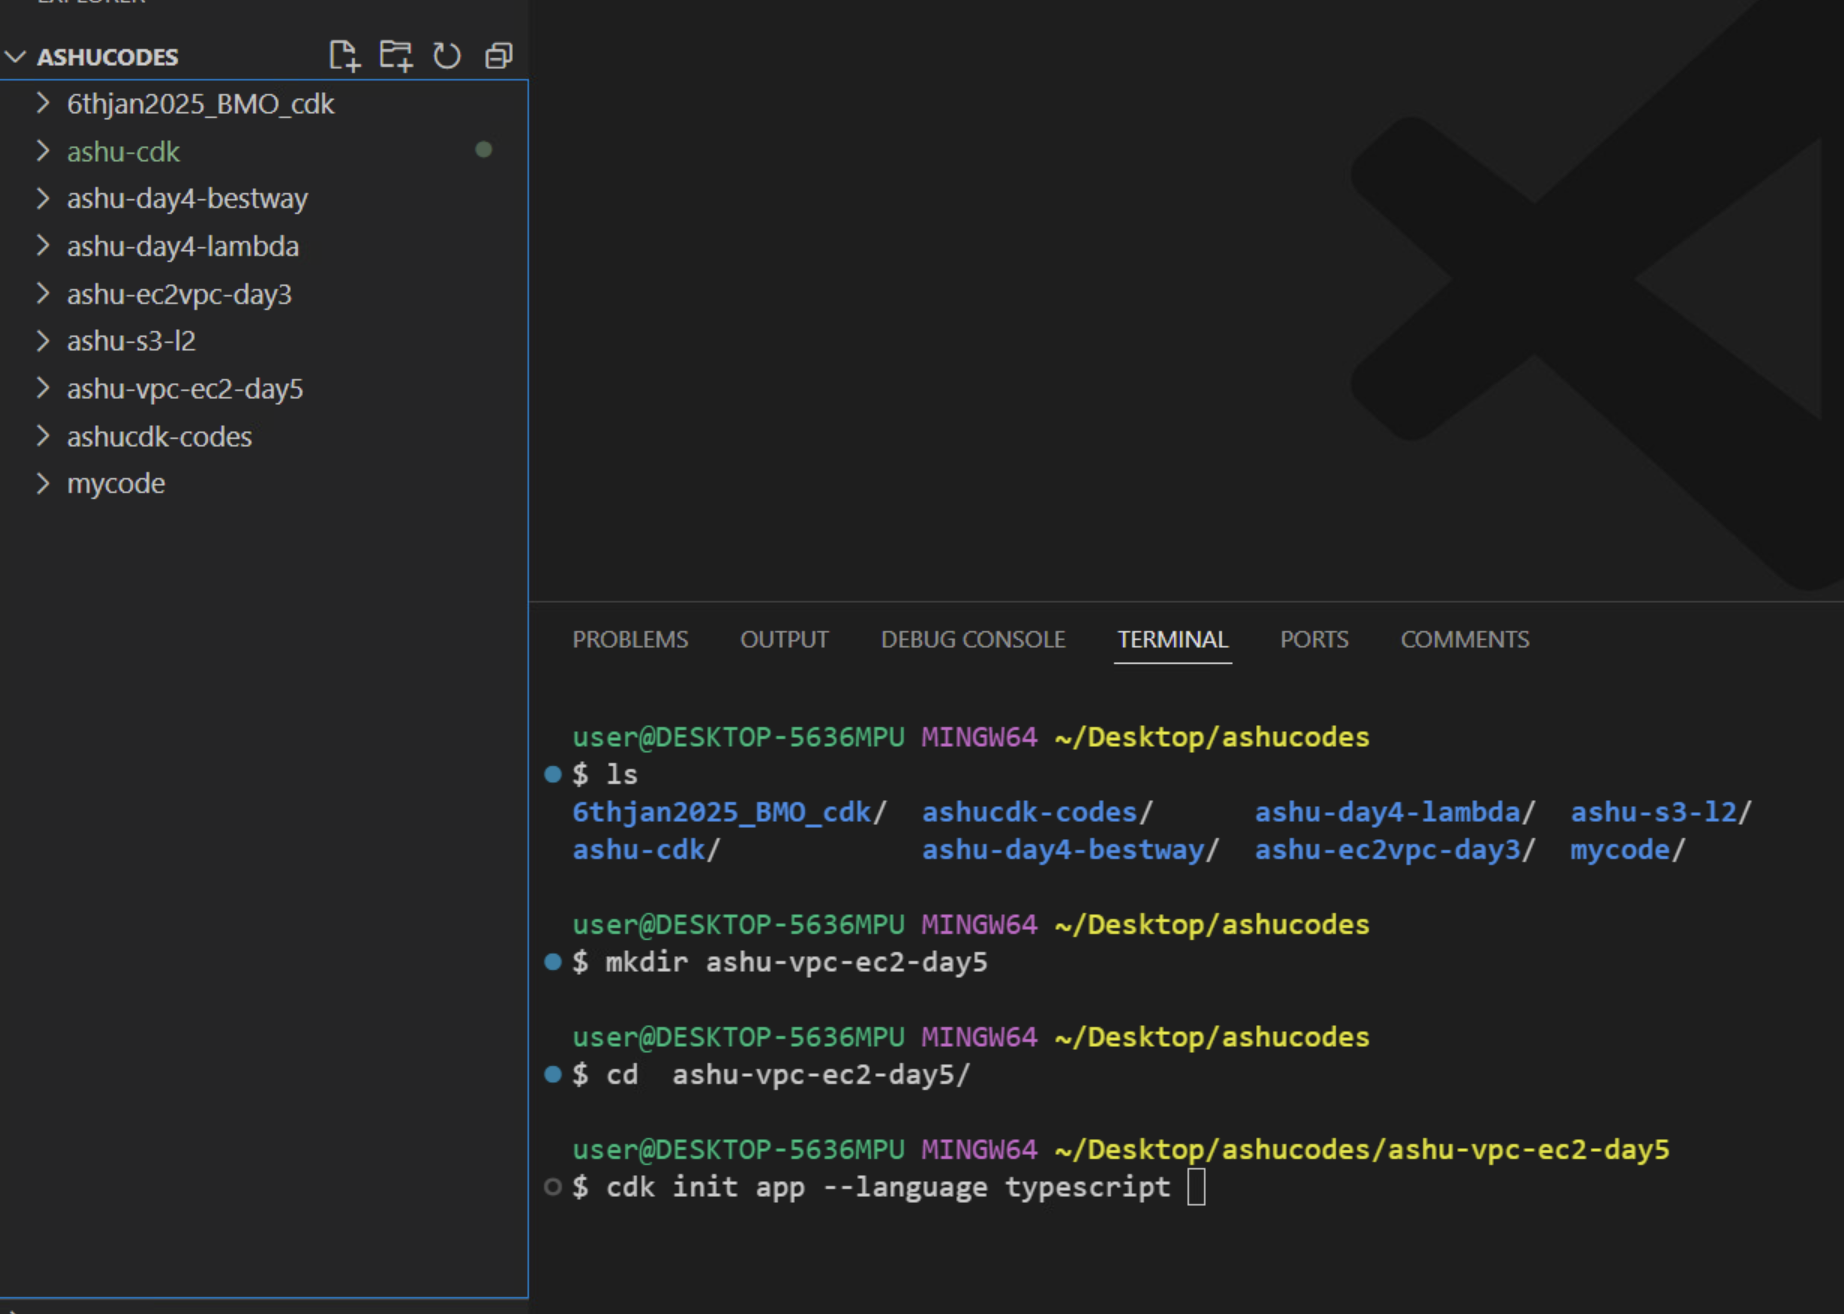 EXPLORER
ASHUCODES
6thjan2025_BMO_cdk
ashu-cdk
ashu-day4-bestway
ashu-day4-lambda
ashu-ec2vpc-day3
ashu-s3-l2
ashu-vpc-ec2-day5
ashucdk-codes
mycode
PROBLEMS OUTPUT DEBUG CONSOLE TERMINAL PORTS COMMENTS
user@DESKTOP-5636MPU MINGW64 ~/Desktop/ashucodes
$ ls
6thjan2025_BMO_cdk/ ashucdk-codes/ ashu-day4-lambda/ ashu-s3-l2/
ashu-cdk/ ashu-day4-bestway/ ashu-ec2vpc-day3/ mycode/
user@DESKTOP-5636MPU MINGW64 ~/Desktop/ashucodes
$ mkdir ashu-vpc-ec2-day5
user@DESKTOP-5636MPU MINGW64 ~/Desktop/ashucodes
$ cd  ashu-vpc-ec2-day5/
user@DESKTOP-5636MPU MINGW64 ~/Desktop/ashucodes/ashu-vpc-ec2-day5
$ cdk init app --language typescript